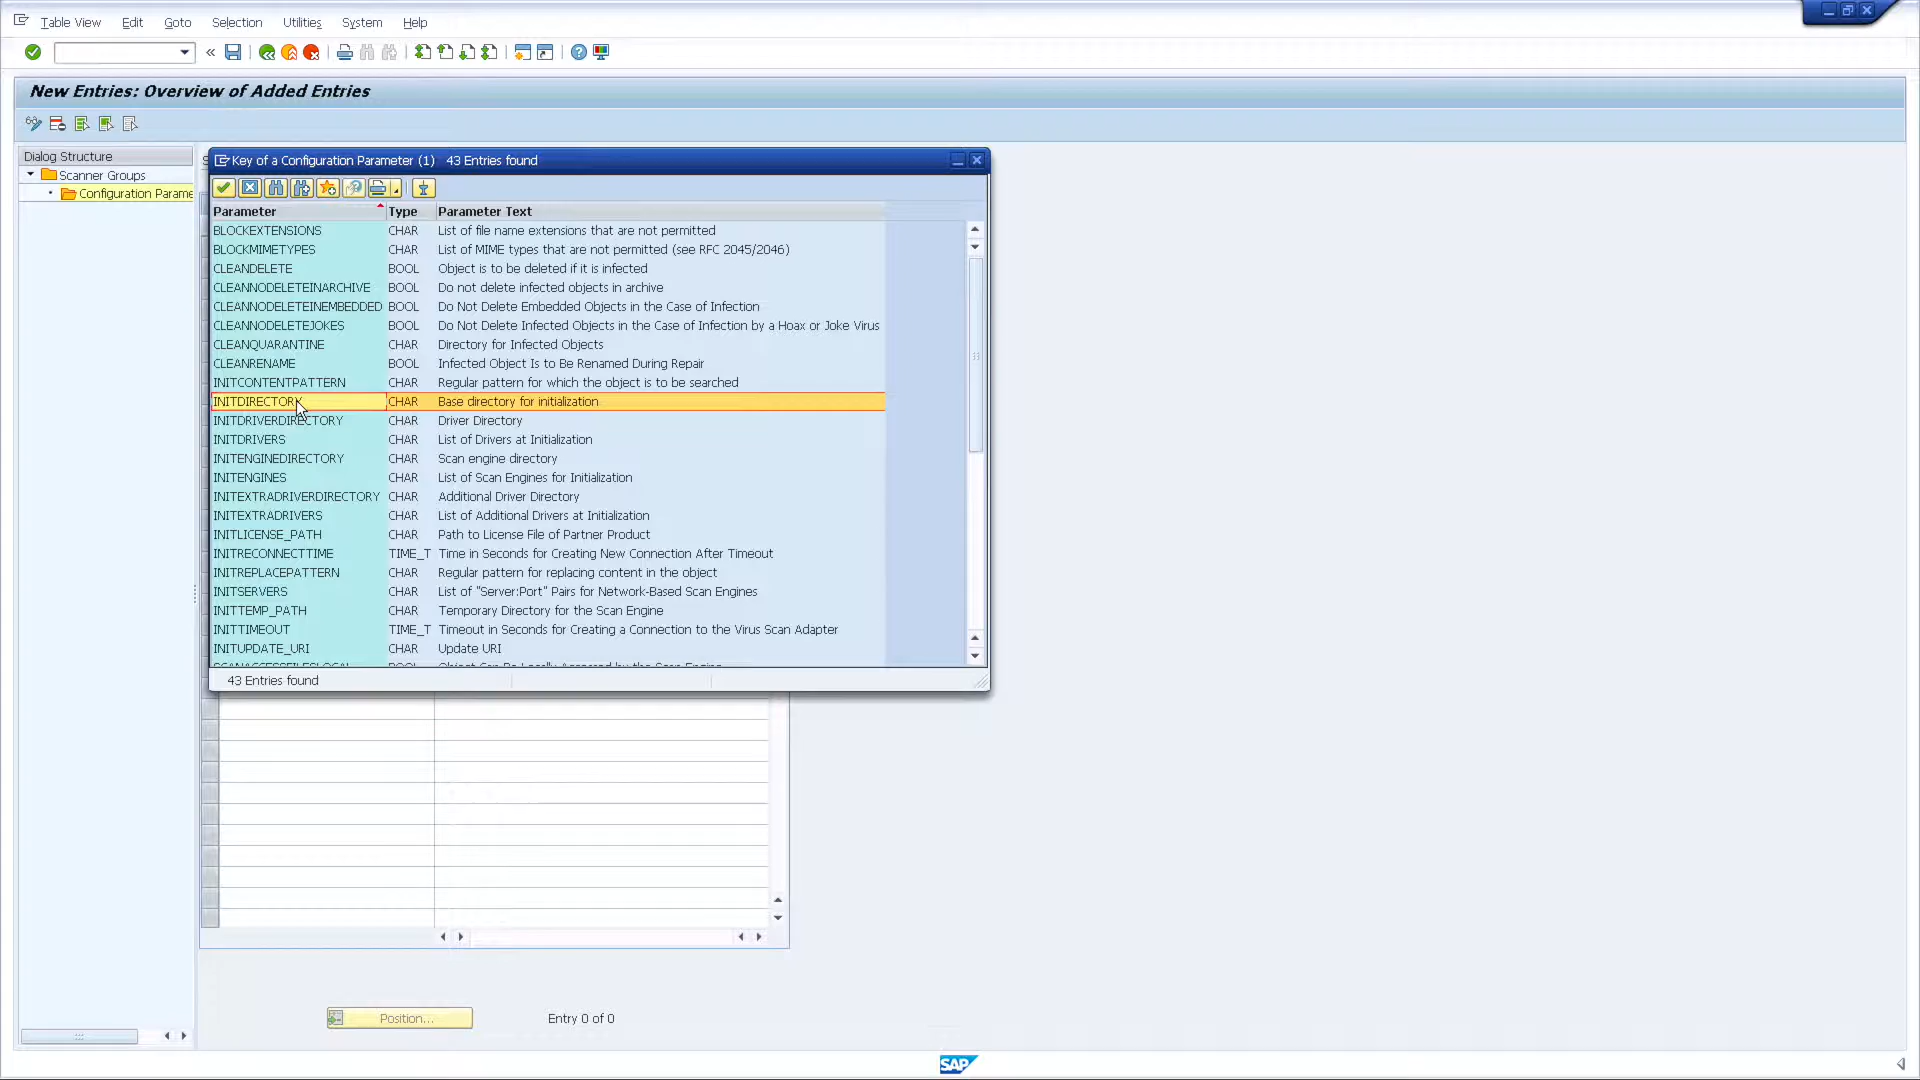 Table View Edit Goto Selection Utilities System Help
New Entries: Overview of Added Entries
Dialog Structure
Scanner Groups
Configuration Parame
Key of a Configuration Parameter (1) 43 Entries found
Parameter Type Parameter Text
BLOCKEXTENSIONS CHAR List of file name extensions that are not permitted
BLOCKMIMETYPES CHAR List of MIME types that are not permitted (see RFC 2045/2046)
CLEANDELETE BOOL Object is to be deleted if it is infected
CLEANNODELETEINARCHIVE BOOL Do not delete infected objects in archive
CLEANNODELETEINEMBEDDED BOOL Do Not Delete Embedded Objects in the Case of Infection
CLEANNODELETEJOKES BOOL Do Not Delete Infected Objects in the Case of Infection by a Hoax or Joke Virus
CLEANQUARANTINE CHAR Directory for Infected Objects
CLEANRENAME BOOL Infected Object Is to Be Renamed During Repair
INITCONTENTPATTERN CHAR Regular pattern for which the object is to be searched
INITDIRECTORY CHAR Base directory for initialization
INITDRIVERDIRECTORY CHAR Driver Directory
INITDRIVERS CHAR List of Drivers at Initialization
INITENGINEDIRECTORY CHAR Scan engine directory
INITENGINES CHAR List of Scan Engines for Initialization
INITEXTRADRIVERDIRECTORY CHAR Additional Driver Directory
INITEXTRADRIVERS CHAR List of Additional Drivers at Initialization
INITLICENSE_PATH CHAR Path to License File of Partner Product
INITRECONNECTTIME TIME_T Time in Seconds for Creating New Connection After Timeout
INITREPLACEPATTERN CHAR Regular pattern for replacing content in the object
INITSERVERS CHAR List of "Server:Port" Pairs for Network-Based Scan Engines
INITTEMP_PATH CHAR Temporary Directory for the Scan Engine
INITTIMEOUT TIME_T Timeout in Seconds for Creating a Connection to the Virus Scan Adapter
INITUPDATE_URI CHAR Update URI
SCANACCESSFILESLOCAL BOOL Object Can Be Locally Accessed by the Scan Engine
43 Entries found
Position... Entry 0 of 0
SAP